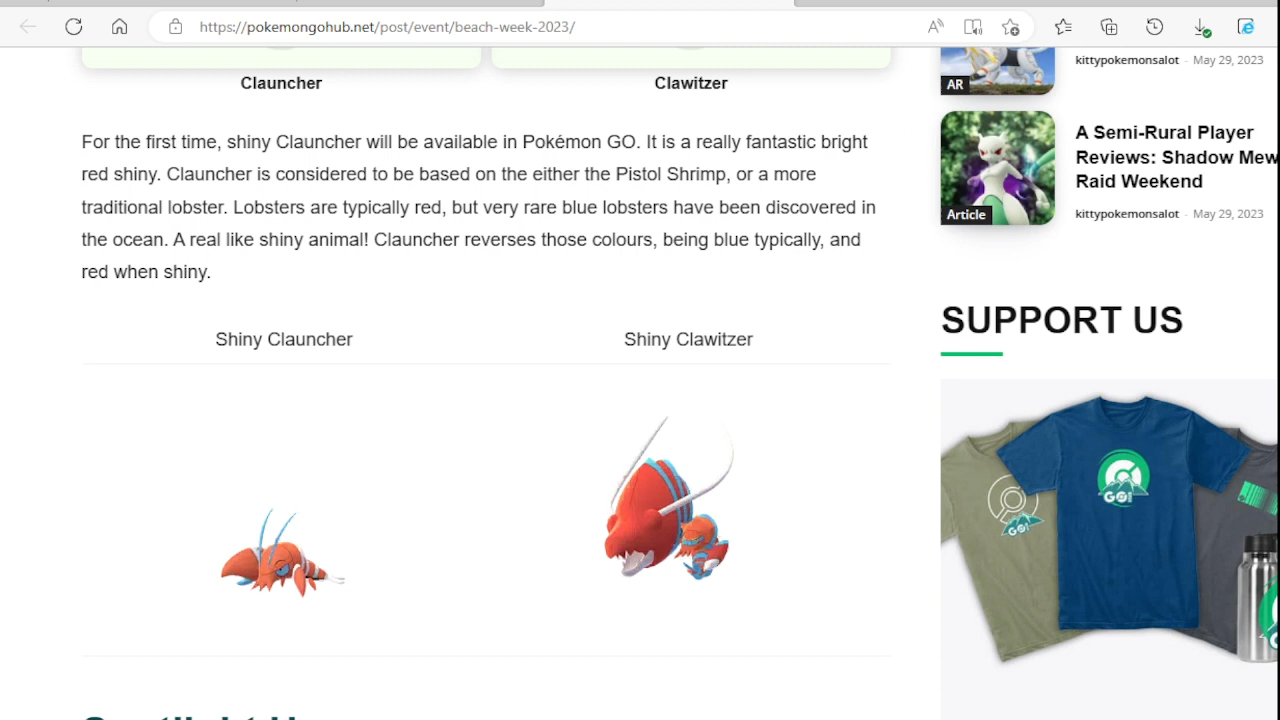 https://pokemongohub.net/post/event/beach-week-2023/
Clauncher
Clawitzer
For the first time, shiny Clauncher will be available in Pokémon GO. It is a really fantastic bright
red shiny. Clauncher is considered to be based on the either the Pistol Shrimp, or a more
traditional lobster. Lobsters are typically red, but very rare blue lobsters have been discovered in
the ocean. A real like shiny animal! Clauncher reverses those colours, being blue typically, and
red when shiny.
Shiny Clauncher
Shiny Clawitzer
AR
kittypokemonsalot - May 29, 2023
Article
A Semi-Rural Player
Reviews: Shadow Mew
Raid Weekend
kittypokemonsalot - May 29, 2023
SUPPORT US
GO!
GO!